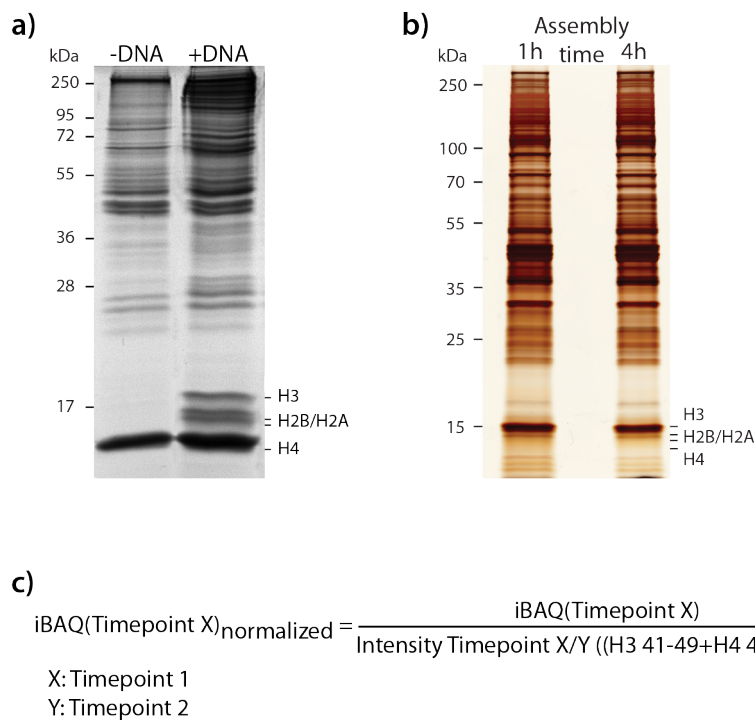 a)
kDa
-DNA +DNA
250
95
72
55
36
28
17
H3
H2B/H2A
H4
b)
Assembly
time
kDa
1h 4h
250
100
70
55
35
25
15
H3
H2B/H2A
H4
c)
iBAQ(Timepoint X)normalized = iBAQ(Timepoint X)
Intensity Timepoint X/Y ((H3 41-49+H4 4
X: Timepoint 1
Y: Timepoint 2